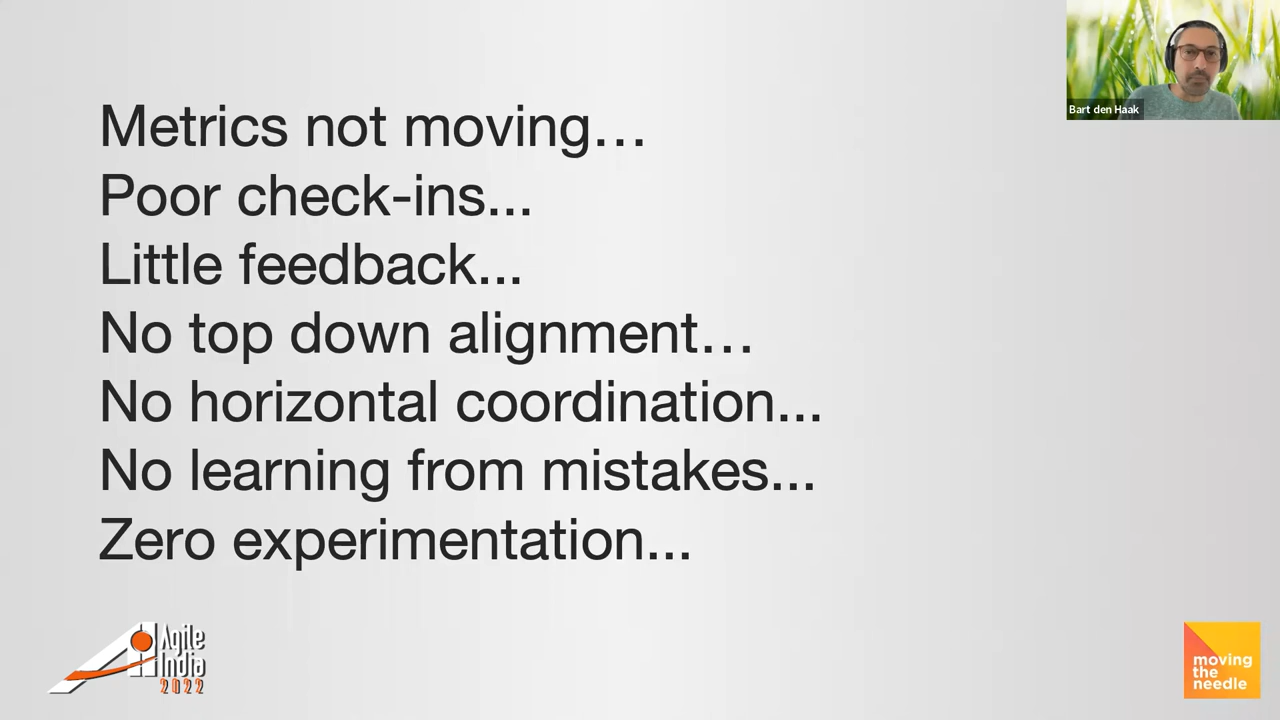 Metrics not moving…
Poor check-ins...
Little feedback...
No top down alignment…
No horizontal coordination...
No learning from mistakes...
Zero experimentation...
Bart den Haak
Agile
India
2022
moving
the
needle